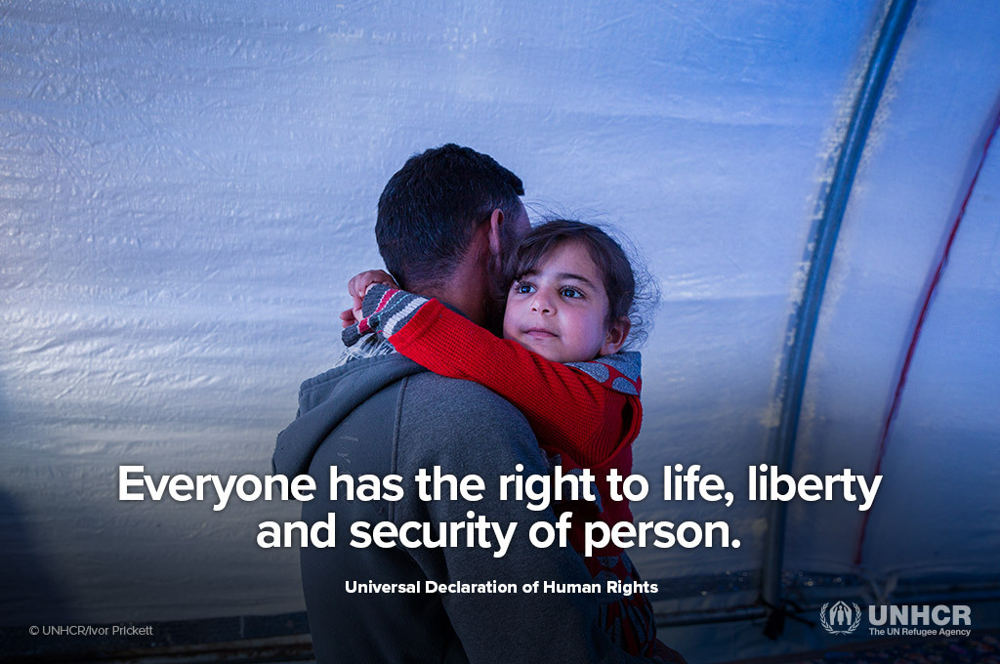 Everyone has the right to life, liberty
and security of person.
Universal Declaration of Human Rights
© UNHCR/Ivor Prickett
UNHCR
The UN Refugee Agency